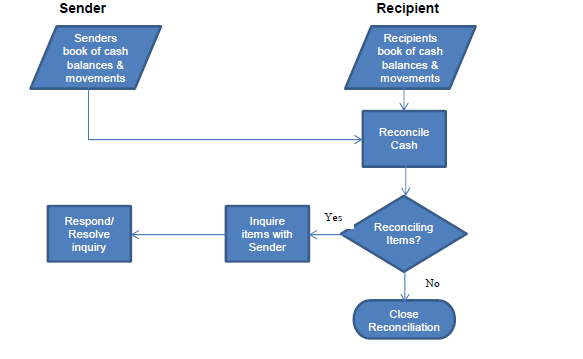 Sender
Recipient
Senders
book of cash
balances &
movements
Recipients
book of cash
balances &
movements
Reconcile
Cash
Reconciling
Items?
Yes
Inquire
items with
Sender
Respond/
Resolve
inquiry
No
Close
Reconciliation